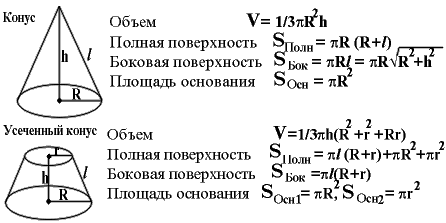 Конус
h
l
R
Объем V= 1/3πR²h
Полная поверхность Sполн = πR (R+l)
Боковая поверхность Sбок = πRl = πR√R²+h²
Площадь основания Sосн = πR²
Усеченный конус
r
h
l
R
Объем V=1/3πh(R²+r²+Rr)
Полная поверхность Sполн = πl (R+r)+πR²+πr²
Боковая поверхность Sбок =πl(R+r)
Площадь основания Sосн1= πR², Sосн2= πr²